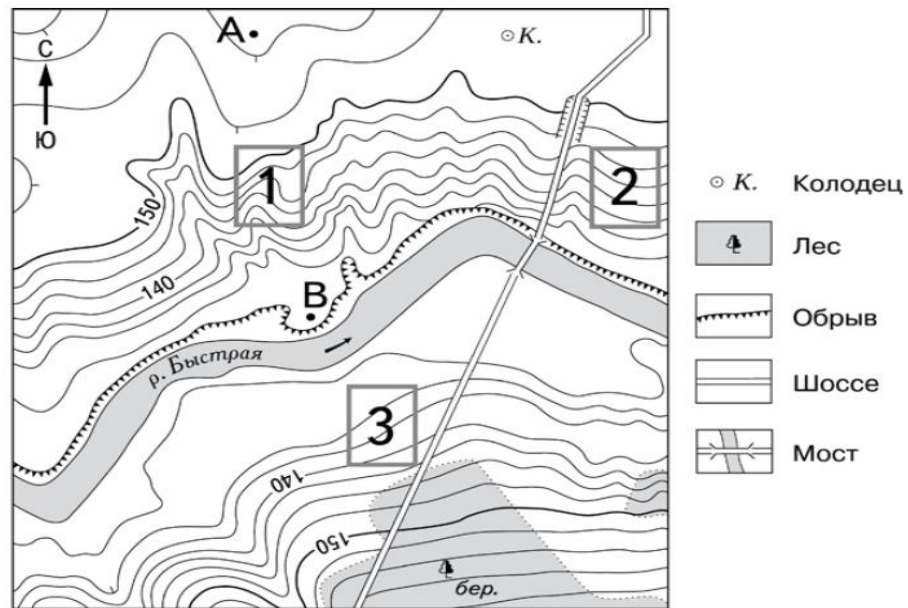 А
К.
С
Ю
1
2
150
140
В
р. Быстрая
3
140
150
бер.
К. Колодец
Лес
Обрыв
Шоссе
Мост